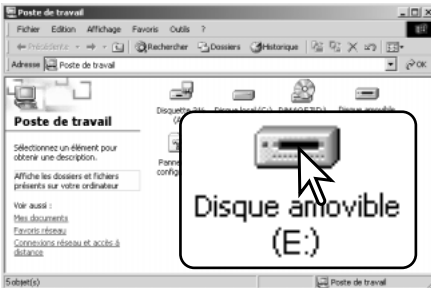 Poste de travail
Fichier Edition Affichage Favoris Outils ?
Précédente Rechercher Dossiers Historique
Adresse Poste de travail OK
Poste de travail
Sélectionnez un élément pour
obtenir une description.
Affiche les dossiers et fichiers
présents sur votre ordinateur
Voir aussi :
Mes documents
Favoris réseau
Connexions réseau et accès à
distance
Disque local (C:)
Disque amovible
Disque amovible
(E:)
5 objet(s) Poste de travail